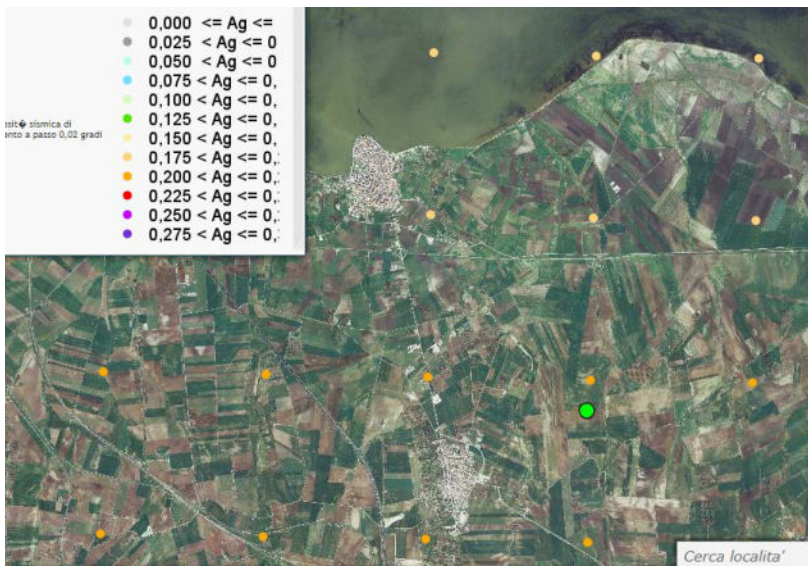 0,000 <= Ag <=
0,025 < Ag <= 0
0,050 < Ag <= 0
0,075 < Ag <= 0,
0,100 < Ag <= 0,
0,125 < Ag <= 0,
0,150 < Ag <= 0,
0,175 < Ag <= 0,
0,200 < Ag <= 0,
0,225 < Ag <= 0,
0,250 < Ag <= 0,
0,275 < Ag <= 0,
osit� sismica di
onto a passo 0,02 gradi
Cerca localita'